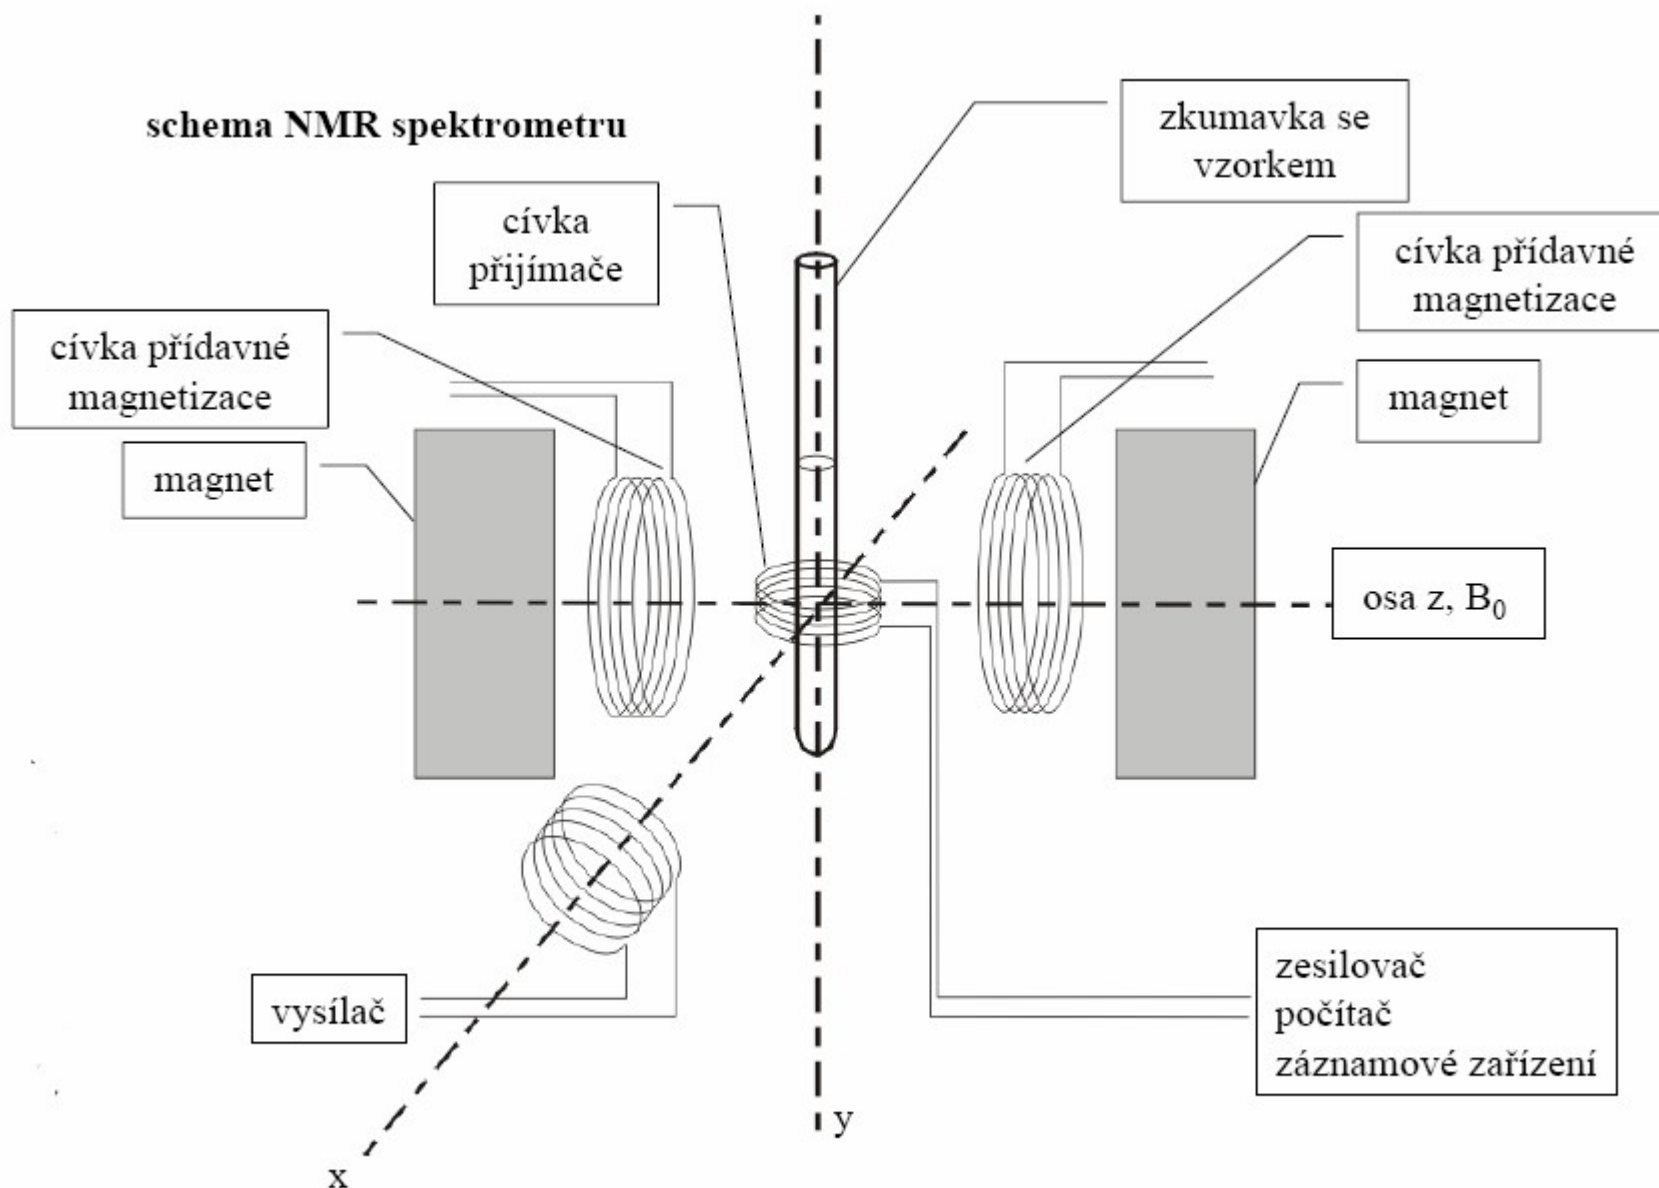 schema NMR spektrometru
zkumavka se
vzorkem
cívka
přijímače
cívka přídavné
magnetizace
cívka přídavné
magnetizace
magnet
magnet
osa z, B₀
vysílač
zesilovač
počítač
záznamové zařízení
y
x